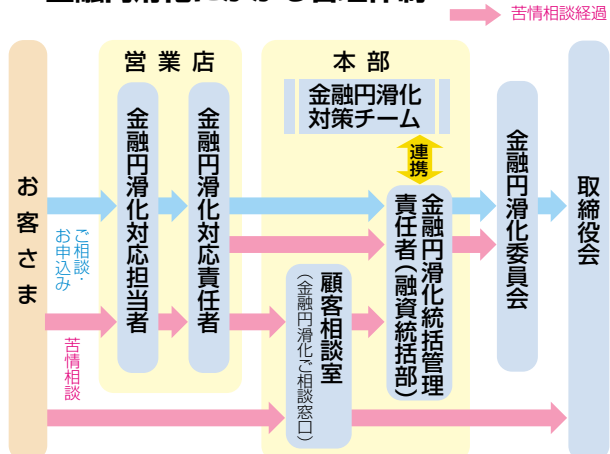 苦情相談経過
営業店
本部
金融円滑化
対策チーム
連携
お客さま
ご相談・
お申込み
苦情相談
金融円滑化対応担当者
金融円滑化対応責任者
顧客相談室
（金融円滑化ご相談窓口）
金融円滑化統括管理
責任者（融資統括部）
金融円滑化委員会
取締役会